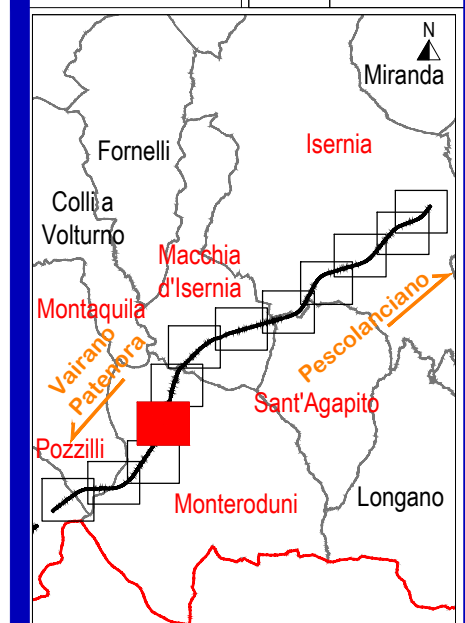 N
Miranda
Isernia
Fornelli
Colli a
Volturno
Macchia
d'Isernia
Montaquila
Vairano
Patenora
Pescolanciano
Sant'Agapito
Pozzilli
Monteroduni
Longano